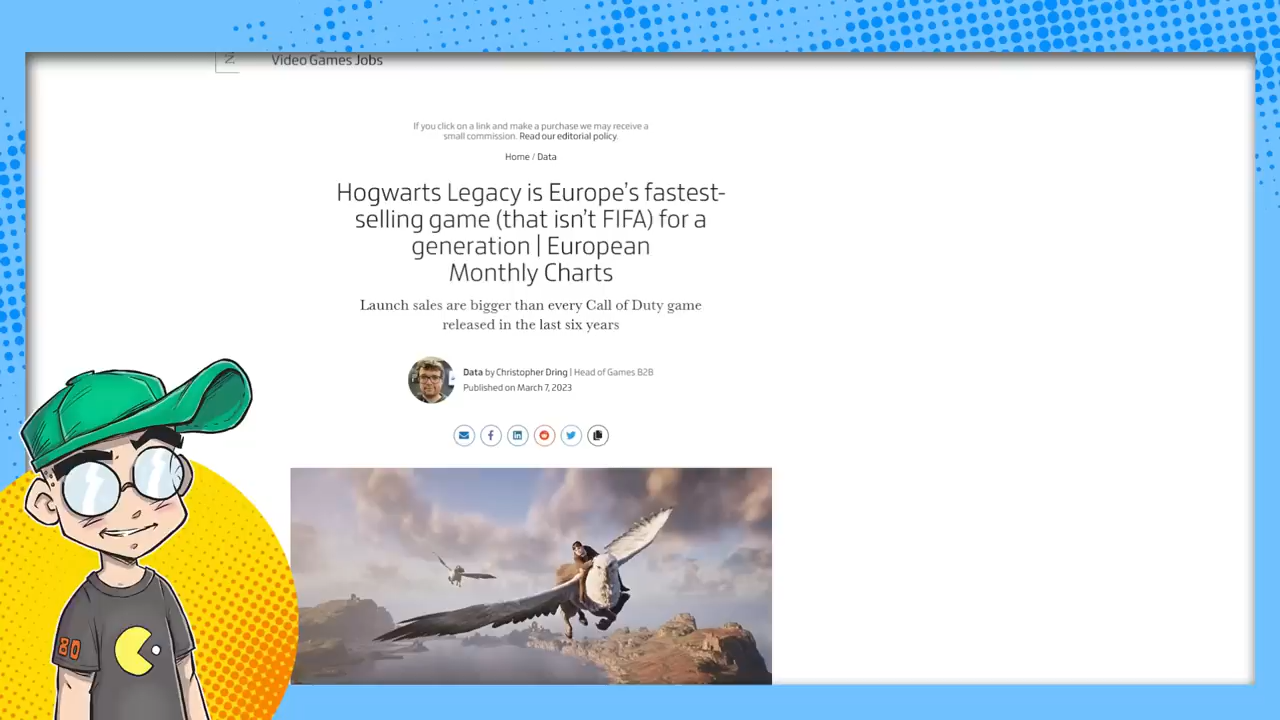 Video Games Jobs
If you click on a link and make a purchase we may receive a
small commission. Read our editorial policy.
Home / Data
Hogwarts Legacy is Europe's fastest-
selling game (that isn't FIFA) for a
generation | European
Monthly Charts
Launch sales are bigger than every Call of Duty game
released in the last six years
Data by Christopher Dring | Head of Games B2B
Published on March 7, 2023
80